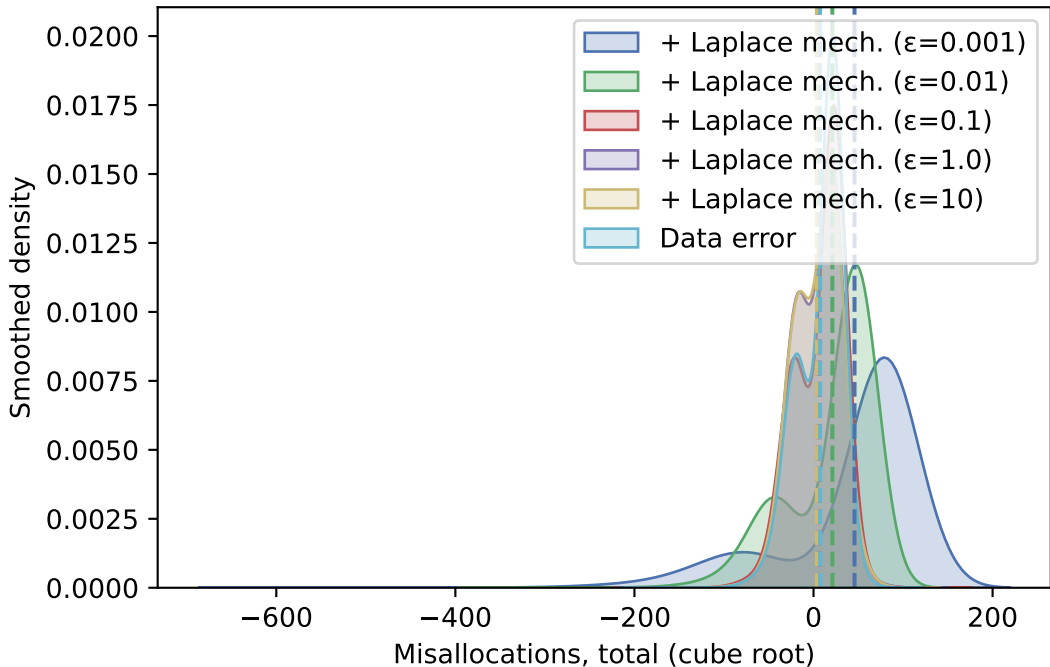 0.0200
0.0175
0.0150
0.0125
0.0100
0.0075
0.0050
0.0025
0.0000
Smoothed density
+ Laplace mech. (ε=0.001)
+ Laplace mech. (ε=0.01)
+ Laplace mech. (ε=0.1)
+ Laplace mech. (ε=1.0)
+ Laplace mech. (ε=10)
Data error
−600 −400 −200 0 200
Misallocations, total (cube root)